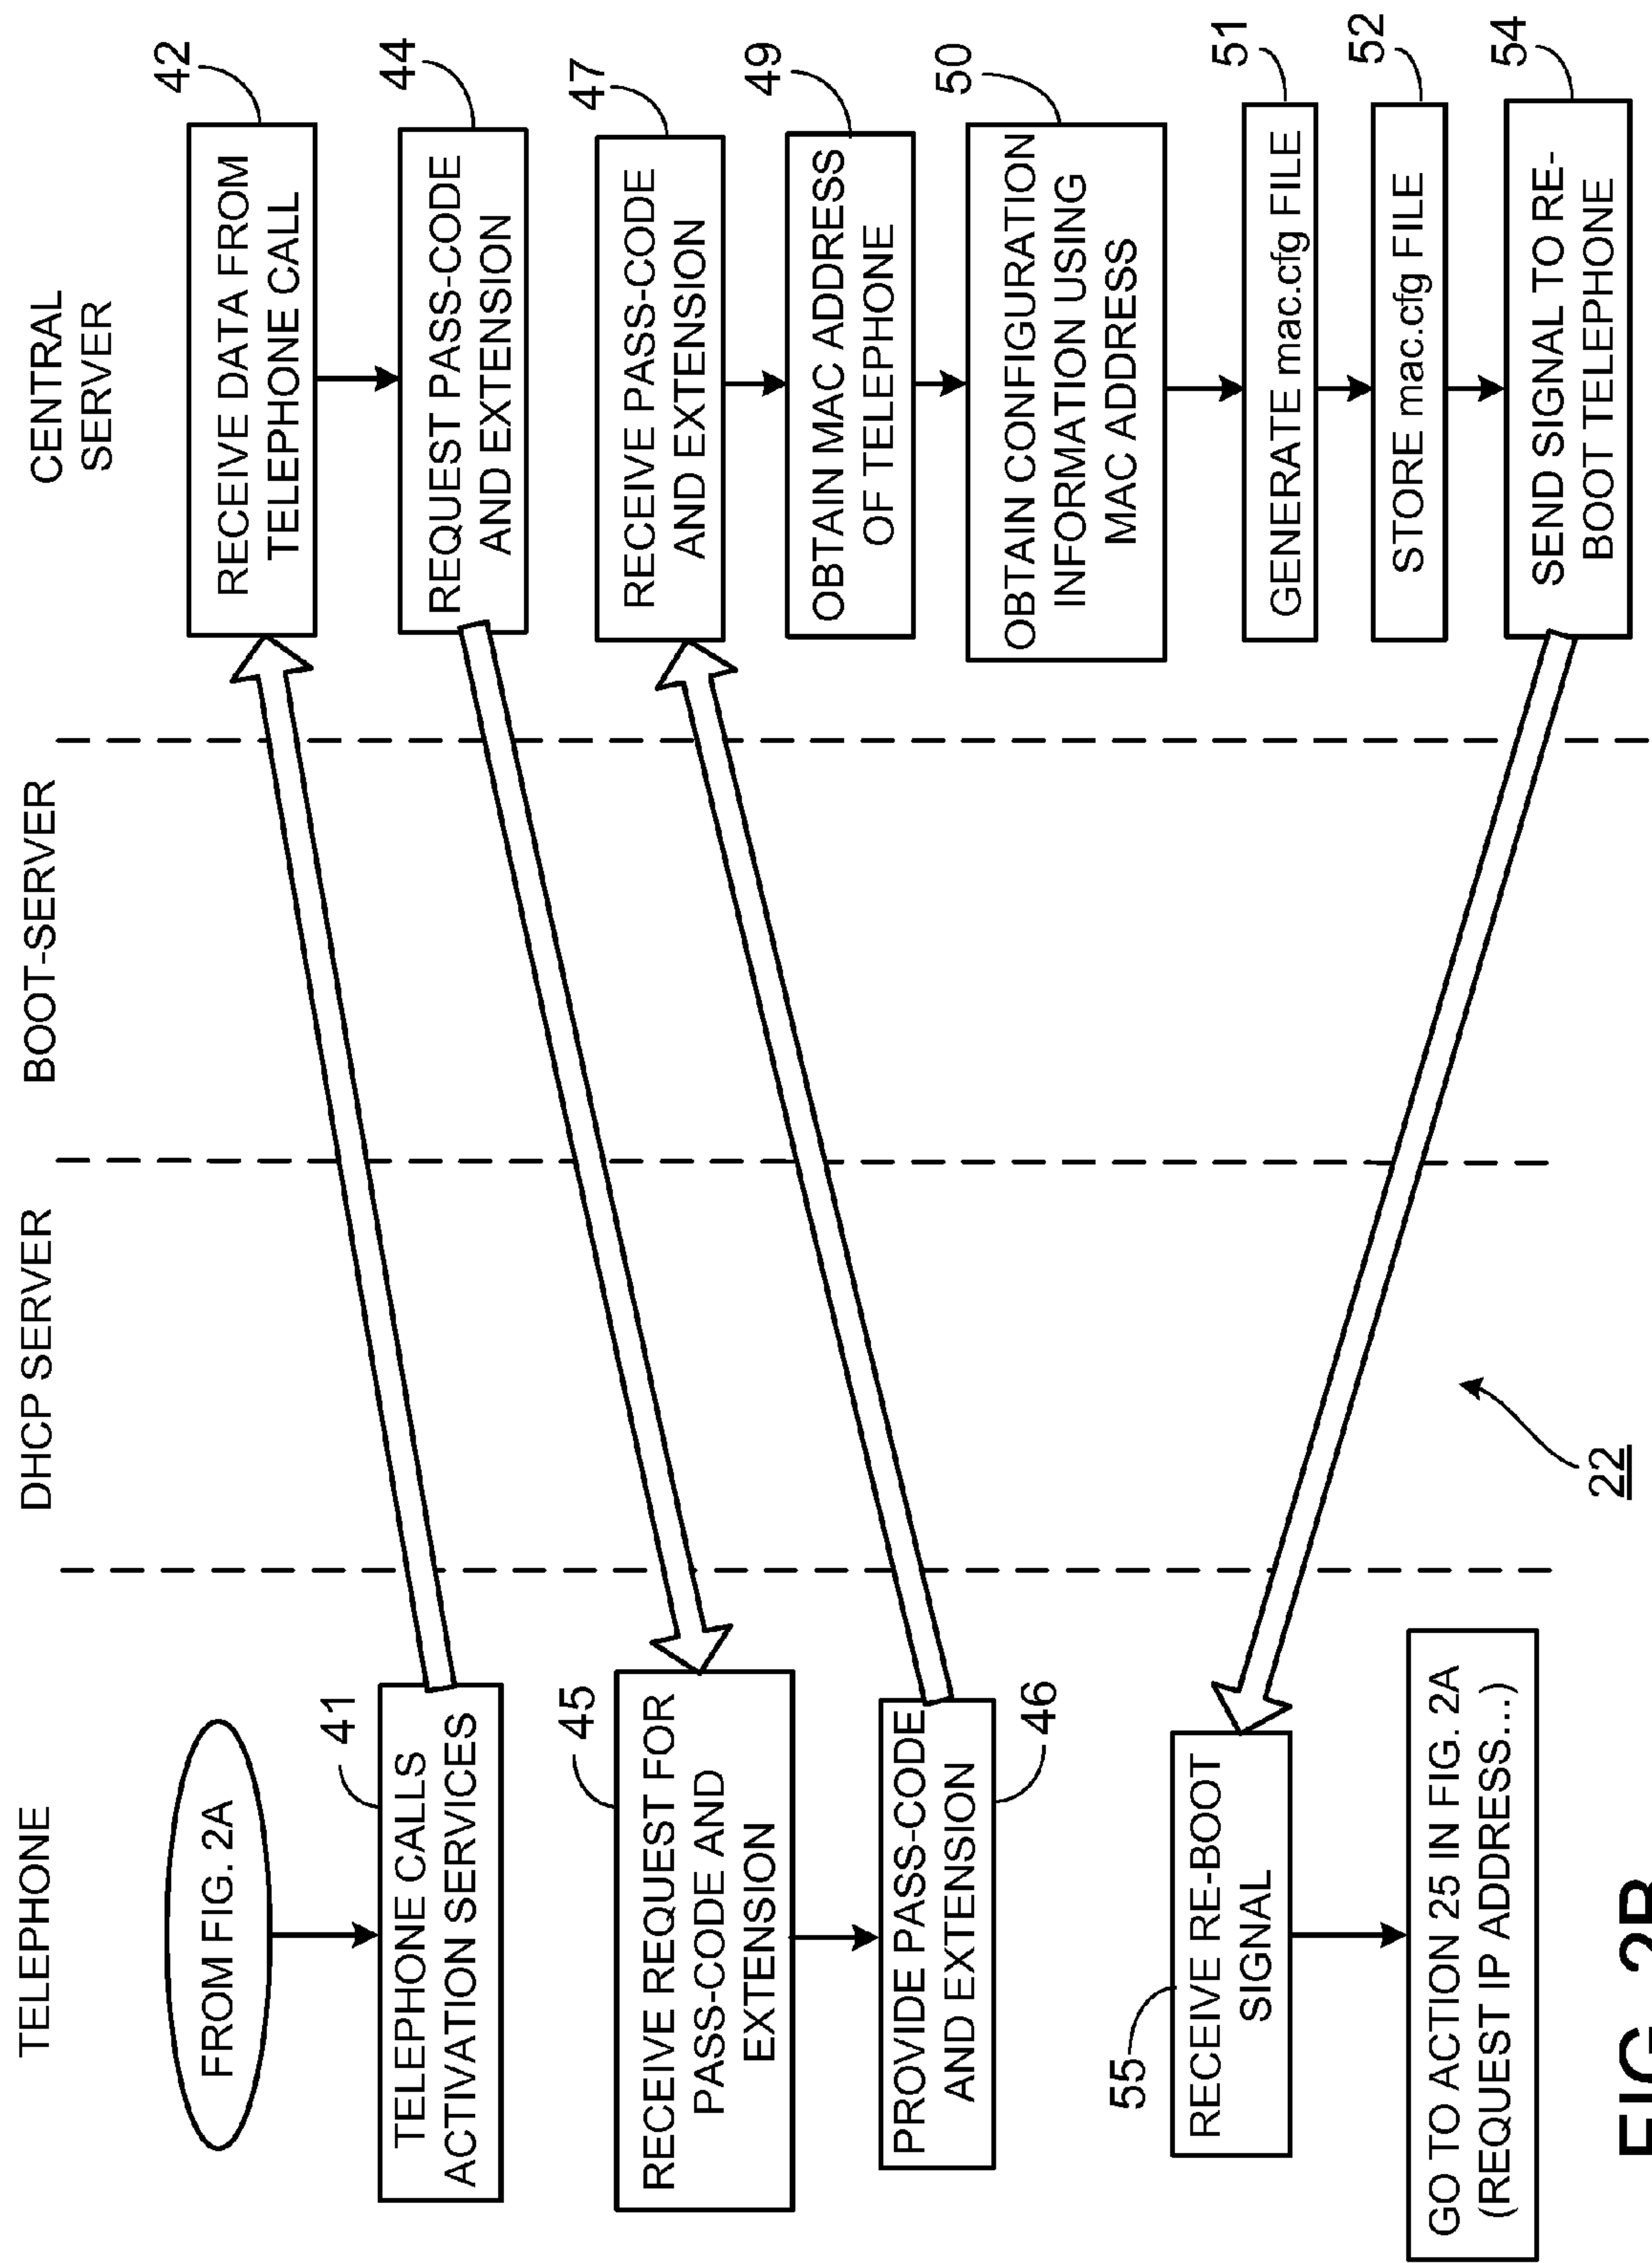 TELEPHONE
DHCP SERVER
BOOT-SERVER
CENTRAL
SERVER
FROM FIG. 2A
41
TELEPHONE CALLS
ACTIVATION SERVICES
42
RECEIVE DATA FROM
TELEPHONE CALL
44
REQUEST PASS-CODE
AND EXTENSION
45
RECEIVE REQUEST FOR
PASS-CODE AND
EXTENSION
46
PROVIDE PASS-CODE
AND EXTENSION
47
RECEIVE PASS-CODE
AND EXTENSION
49
OBTAIN MAC ADDRESS
OF TELEPHONE
50
OBTAIN CONFIGURATION
INFORMATION USING
MAC ADDRESS
51
GENERATE mac.cfg FILE
52
STORE mac.cfg FILE
54
SEND SIGNAL TO RE-
BOOT TELEPHONE
55
RECEIVE RE-BOOT
SIGNAL
GO TO ACTION 25 IN FIG. 2A
(REQUEST IP ADDRESS...)
22
FIG. 2B